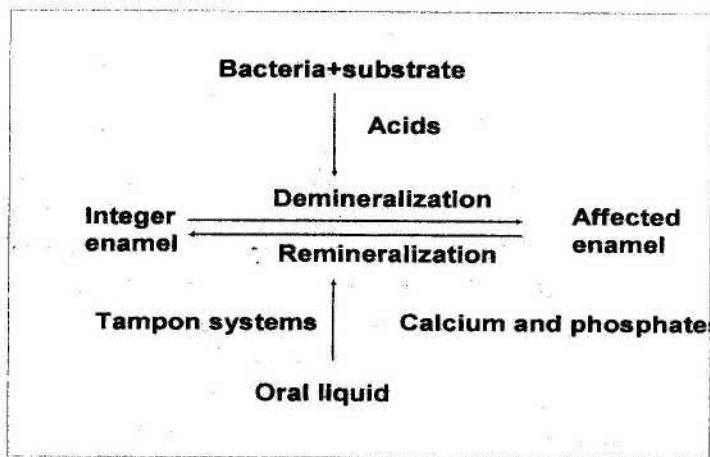 Bacteria+substrate
Acids
Demineralization
Integer
enamel
Affected
enamel
Remineralization
Tampon systems
Calcium and phosphates
Oral liquid